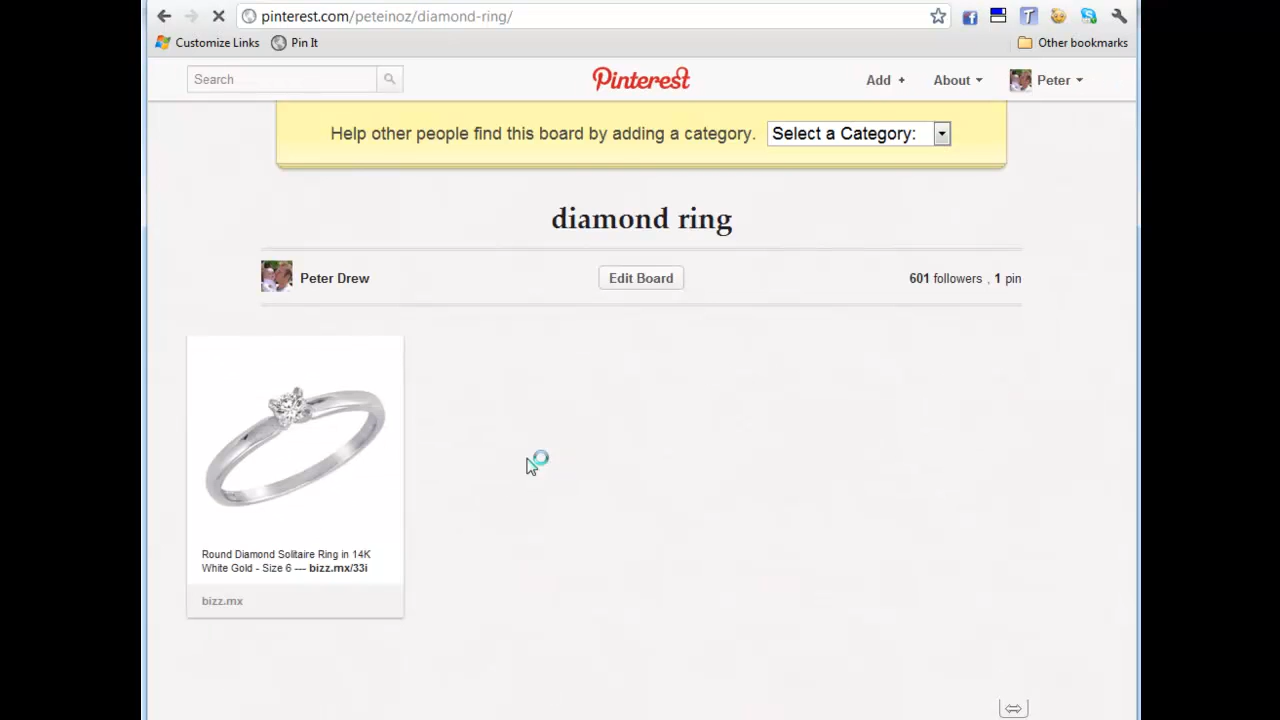 pinterest.com/peteinoz/diamond-ring/
Customize Links Pin It Other bookmarks
Search Pinterest Add + About Peter
Help other people find this board by adding a category. Select a Category:
diamond ring
Peter Drew Edit Board 601 followers , 1 pin
Round Diamond Solitaire Ring in 14K
White Gold - Size 6 — bizz.mx/33i
bizz.mx